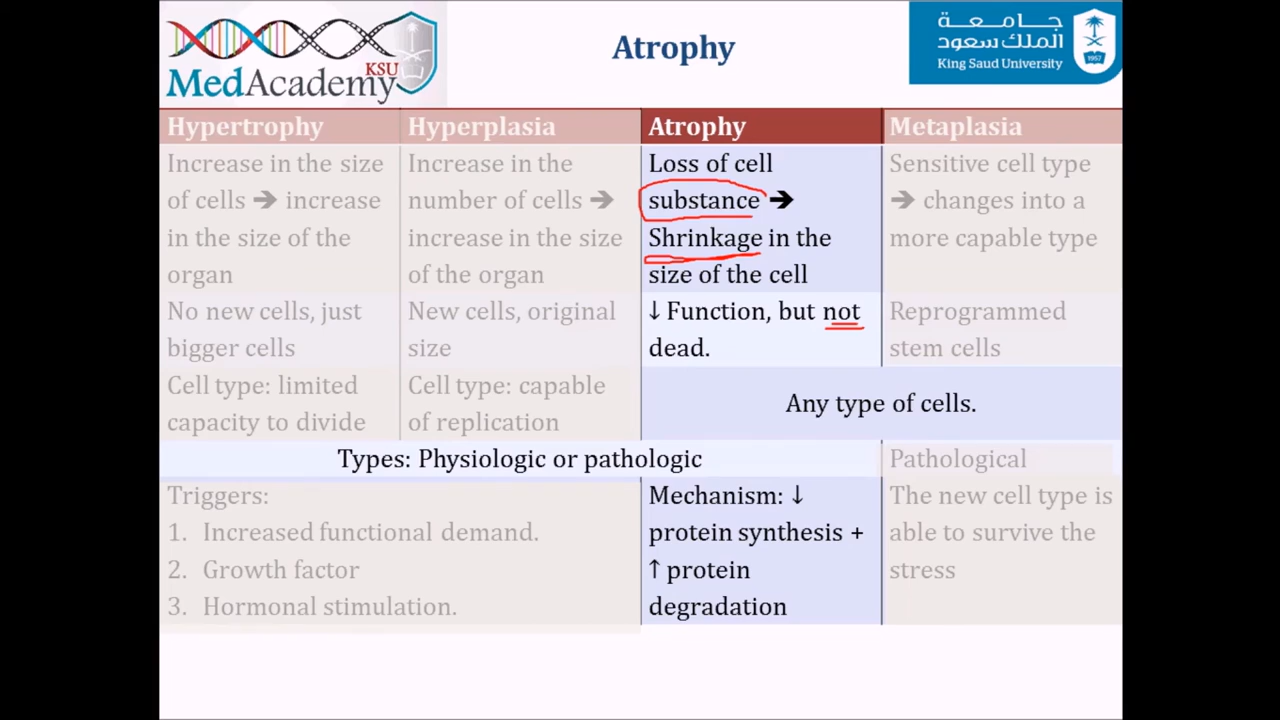 MedAcademy
KSU
Atrophy
جامعة
الملك سعود
King Saud University
1957
Hypertrophy
Hyperplasia
Atrophy
Metaplasia
Increase in the size
of cells ➔ increase
in the size of the
organ
Increase in the
number of cells ➔
increase in the size
of the organ
Loss of cell
substance ➔
Shrinkage in the
size of the cell
Sensitive cell type
➔ changes into a
more capable type
No new cells, just
bigger cells
New cells, original
size
↓ Function, but not
dead.
Reprogrammed
stem cells
Cell type: limited
capacity to divide
Cell type: capable
of replication
Any type of cells.
Types: Physiologic or pathologic
Pathological
Triggers:
1. Increased functional demand.
2. Growth factor
3. Hormonal stimulation.
Mechanism: ↓
protein synthesis +
↑ protein
degradation
The new cell type is
able to survive the
stress